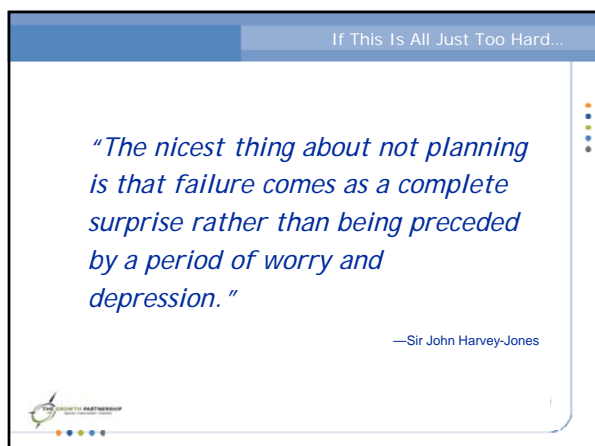 If This Is All Just Too Hard...
"The nicest thing about not planning
is that failure comes as a complete
surprise rather than being preceded
by a period of worry and
depression."
—Sir John Harvey-Jones
THE GROWTH PARTNERSHIP